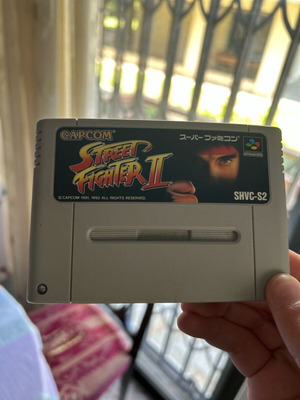 CAPCOM
スーパーファミコン
STREET
FIGHTER II
© CAPCOM 1991, 1992 ALL RIGHTS RESERVED.
SHVC-S2